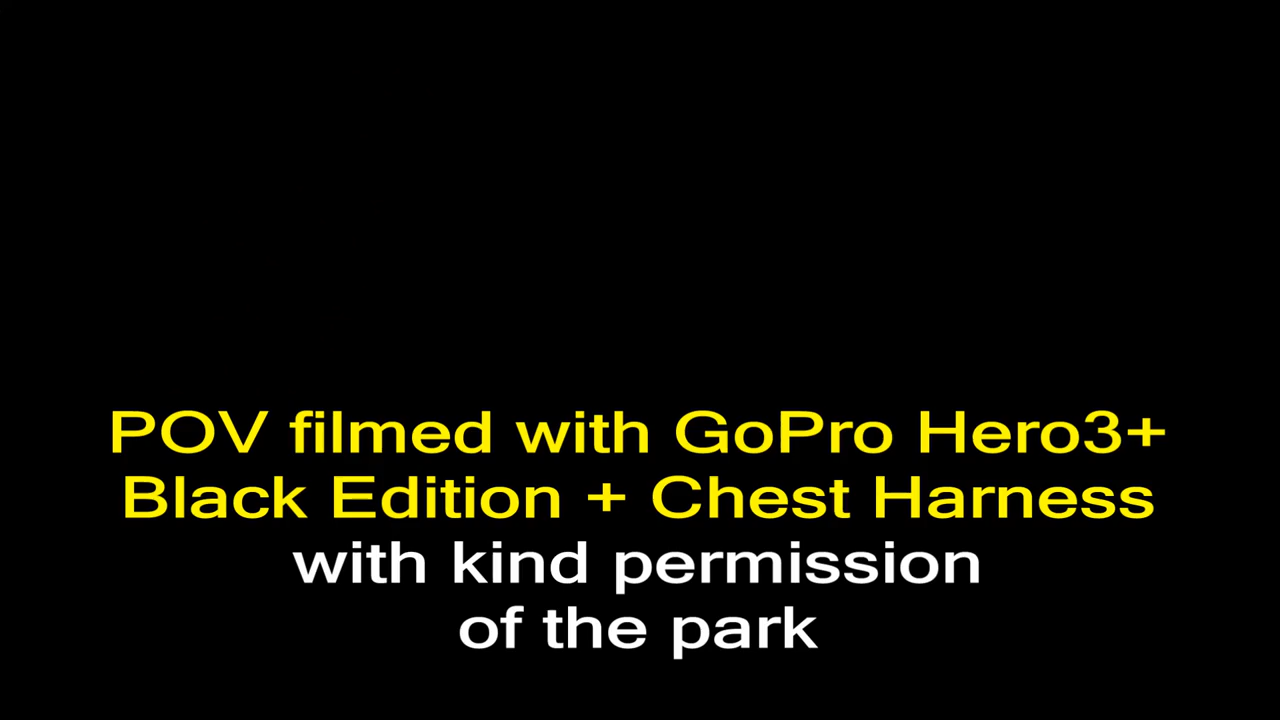 POV filmed with GoPro Hero3+
Black Edition + Chest Harness
with kind permission
of the park